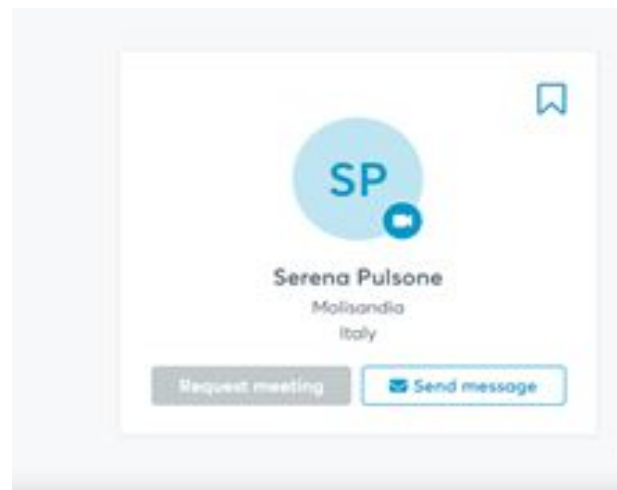 SP
Serena Pulsone
Molisandia
Italy
Request meeting
Send message